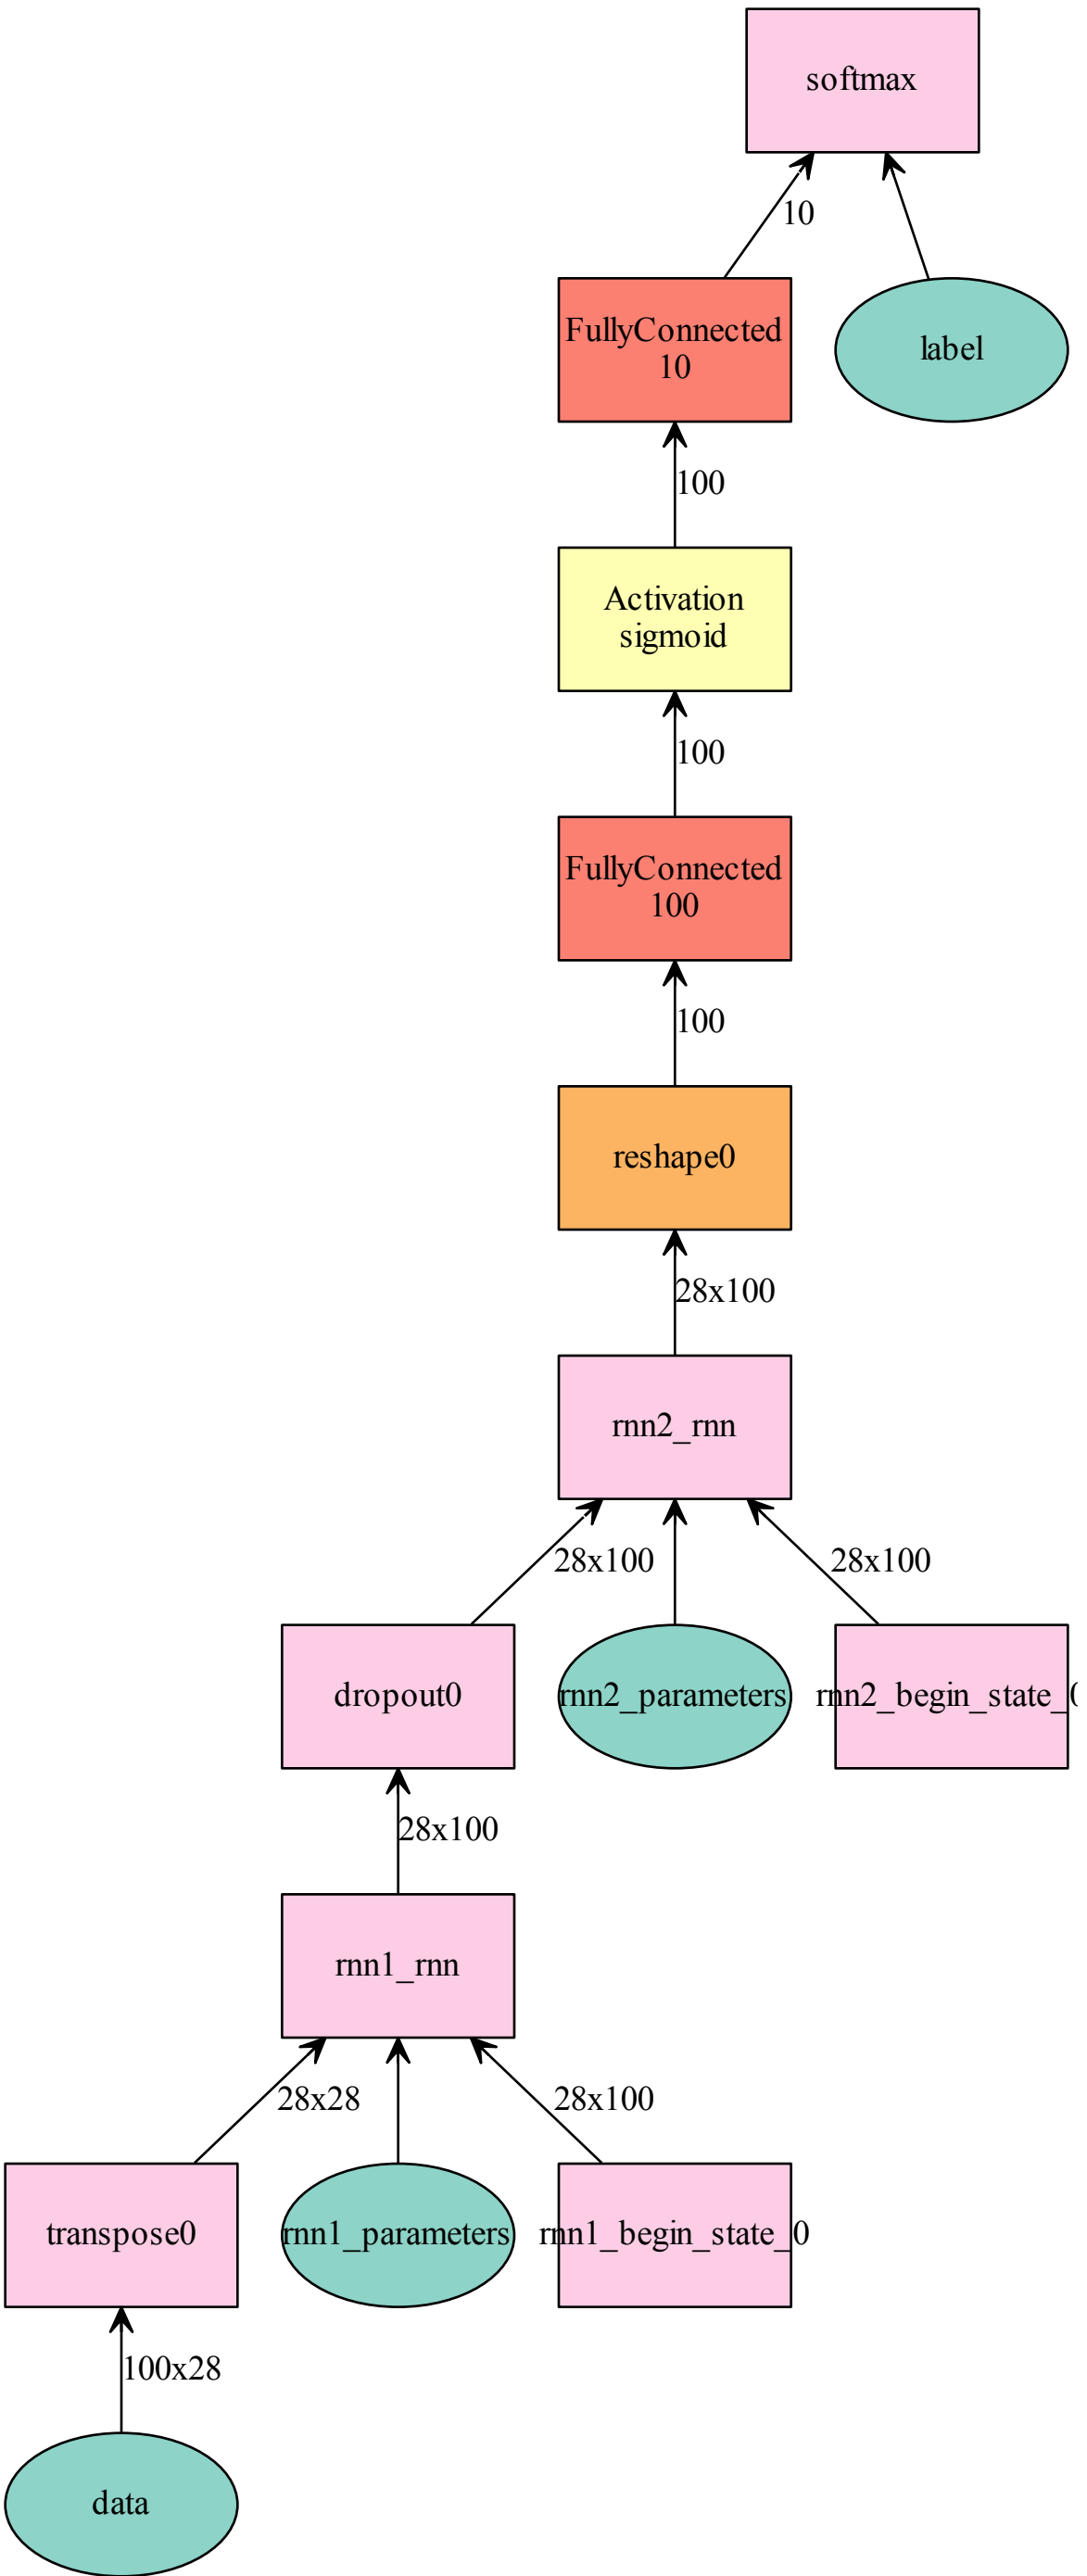 softmax
10
FullyConnected
10
label
100
Activation
sigmoid
100
FullyConnected
100
100
reshape0
28x100
rnn2_rnn
28x100
28x100
dropout0
rnn2_parameters
rnn2_begin_state_0
28x100
rnn1_rnn
28x28
28x100
transpose0
rnn1_parameters
rnn1_begin_state_0
100x28
data